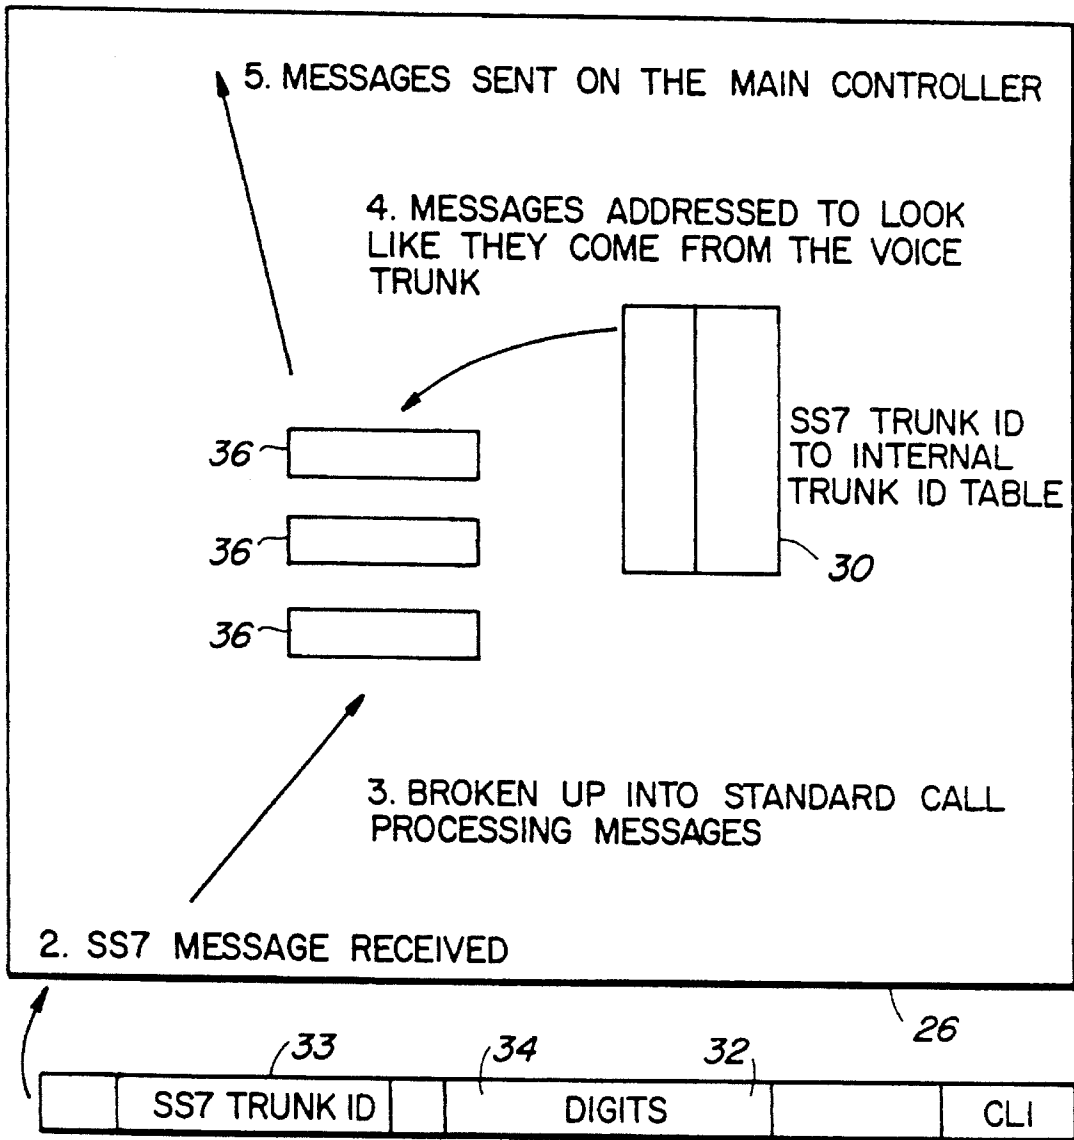 5. MESSAGES SENT ON THE MAIN CONTROLLER
4. MESSAGES ADDRESSED TO LOOK
LIKE THEY COME FROM THE VOICE
TRUNK
SS7 TRUNK ID
TO INTERNAL
TRUNK ID TABLE
30
36
36
36
3. BROKEN UP INTO STANDARD CALL
PROCESSING MESSAGES
2. SS7 MESSAGE RECEIVED
26
33 34 32
SS7 TRUNK ID DIGITS CLI